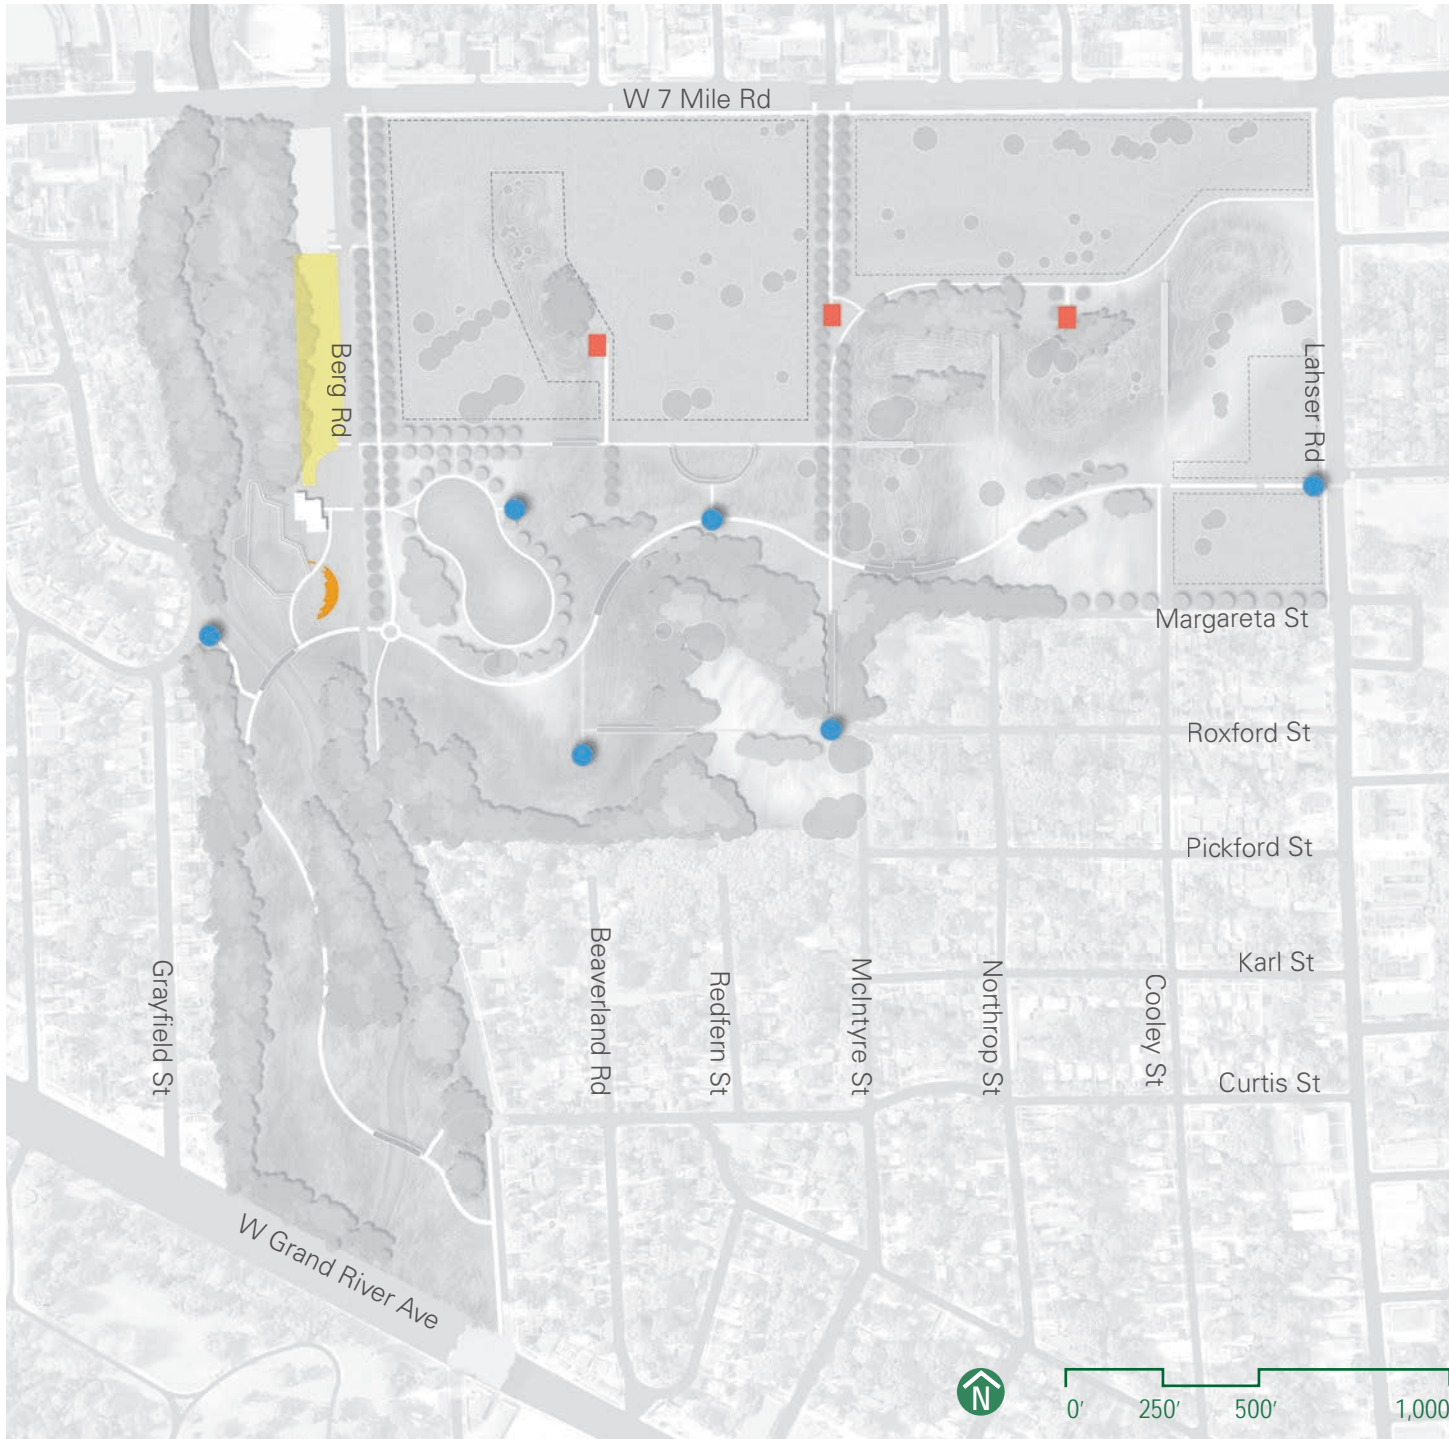 W 7 Mile Rd
Berg Rd
Lahser Rd
Margareta St
Roxford St
Pickford St
Karl St
Curtis St
Grayfield St
Beaverland Rd
Redfern St
McIntyre St
Northrop St
Cooley St
W Grand River Ave
N
0' 250' 500' 1,000